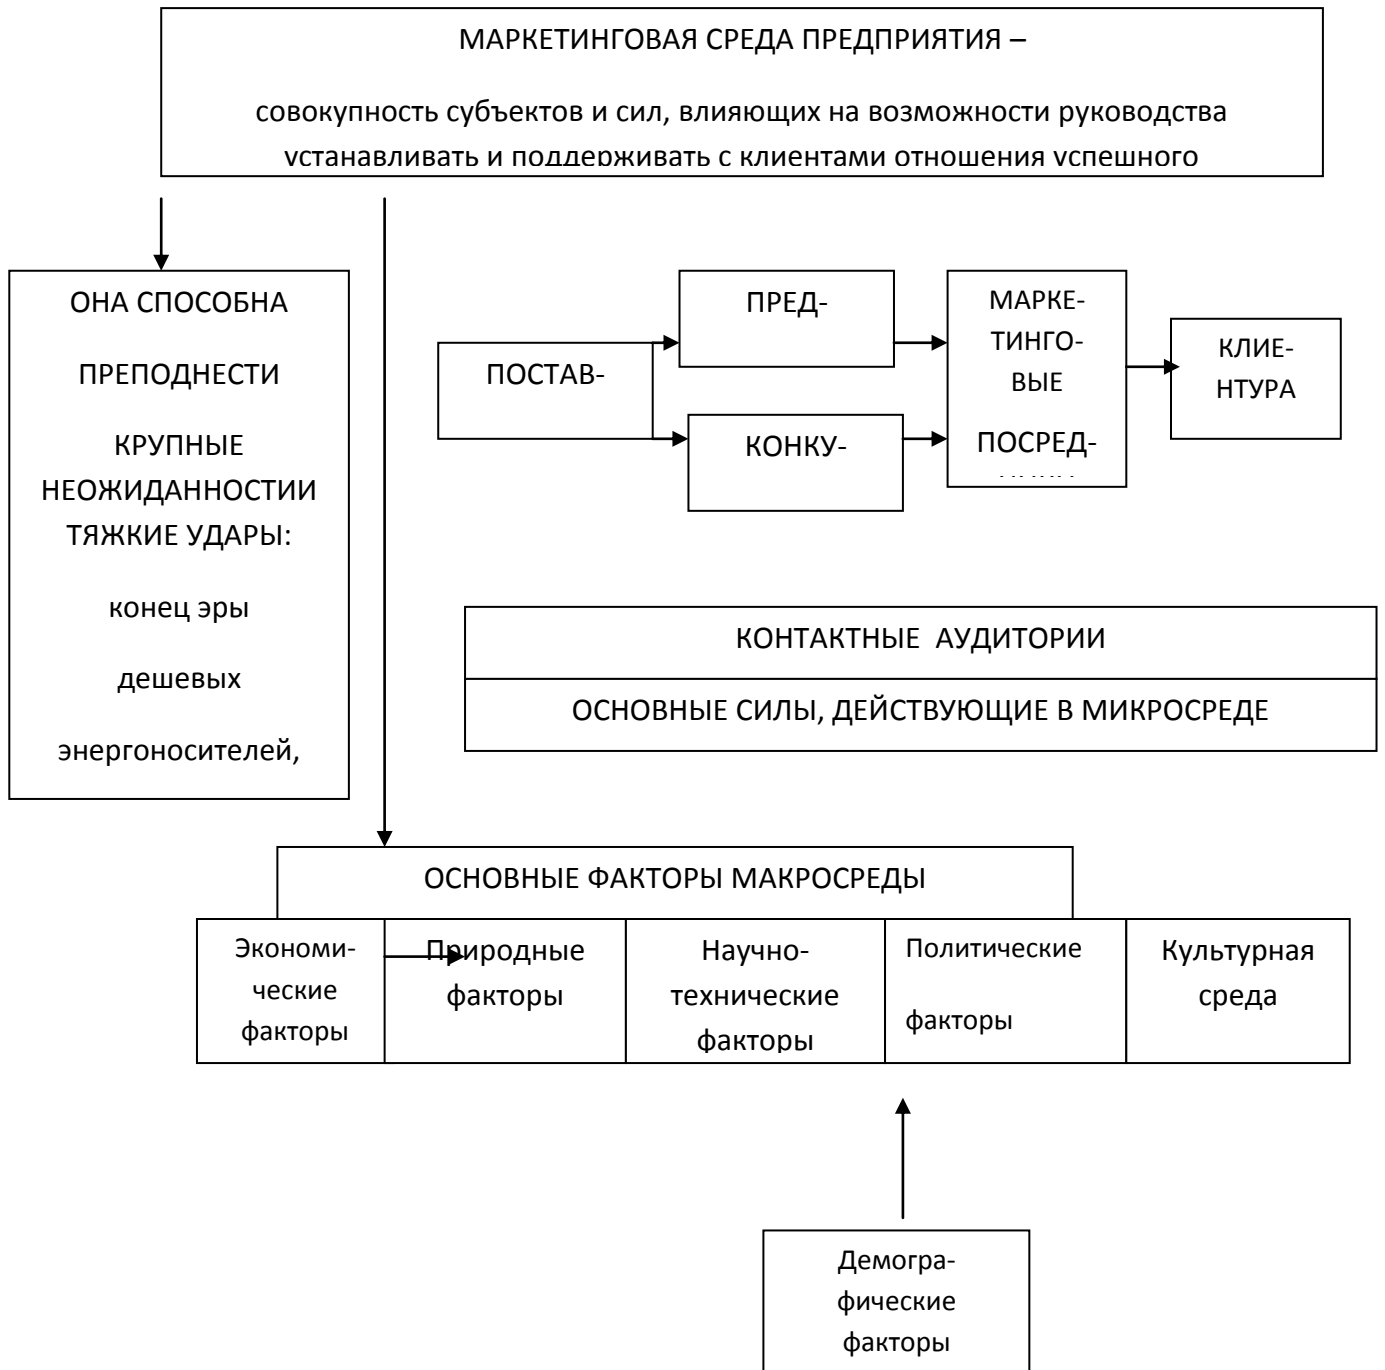 МАРКЕТИНГОВАЯ СРЕДА ПРЕДПРИЯТИЯ –
совокупность субъектов и сил, влияющих на возможности руководства
устанавливать и поддерживать с клиентами отношения успешного
ОНА СПОСОБНА
ПРЕПОДНЕСТИ
КРУПНЫЕ
НЕОЖИДАННОСТИИ
ТЯЖКИЕ УДАРЫ:
конец эры
дешевых
энергоносителей,
ПОСТАВ-
ПРЕД-
КОНКУ-
МАРКЕ-
ТИНГО-
ВЫЕ
ПОСРЕД-
КЛИЕ-
НТУРА
КОНТАКТНЫЕ АУДИТОРИИ
ОСНОВНЫЕ СИЛЫ, ДЕЙСТВУЮЩИЕ В МИКРОСРЕДЕ
ОСНОВНЫЕ ФАКТОРЫ МАКРОСРЕДЫ
Экономи-
ческие
факторы
Природные
факторы
Научно-
технические
факторы
Политические
факторы
Культурная
среда
Демогра-
фические
факторы